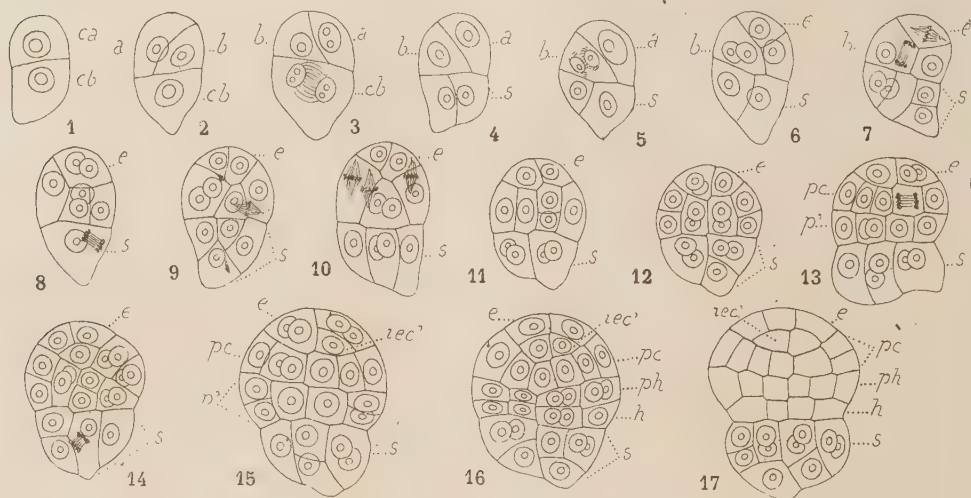 ca a b b. a b a b a b e h e
cb cb cb s s s s
1 2 3 4 5 6 7
e e e e e e
pc
s s s s s s
8 9 10 11 12 13
e e e iec' e
iec' pc iec' pc
pc ph ph
h h
s s s s
14 15 16 17